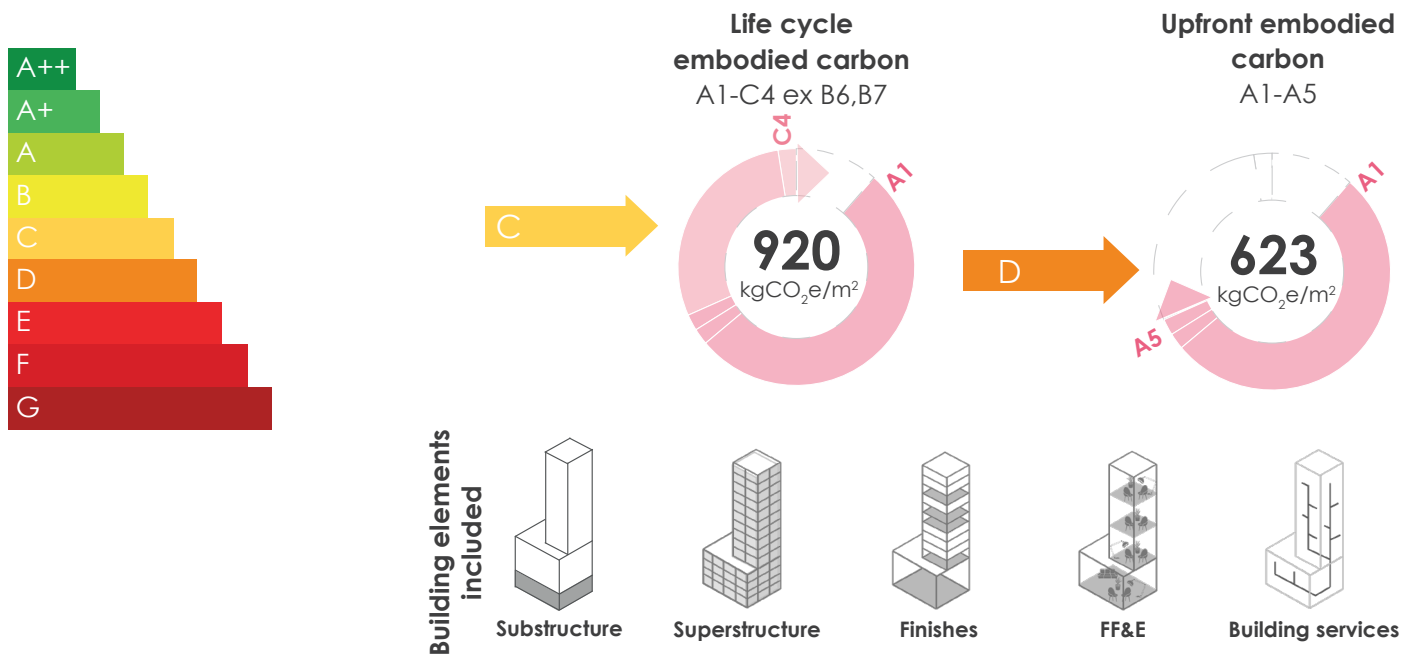 A++
A+
A
B
C
D
E
F
G
Life cycle
embodied carbon
A1-C4 ex B6,B7
C4
A1
C
920
kgCO₂e/m²
Upfront embodied
carbon
A1-A5
A1
D
623
kgCO₂e/m²
A5
Building elements
included
Substructure
Superstructure
Finishes
FF&E
Building services